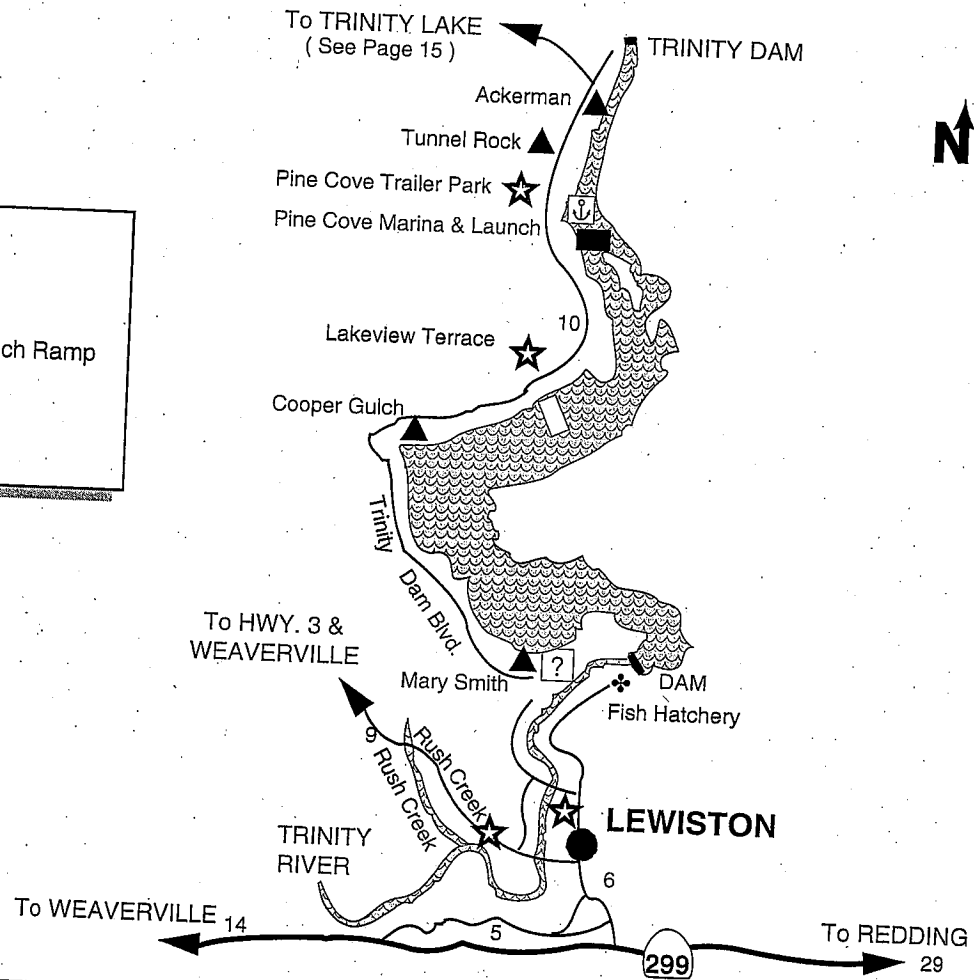 To TRINITY LAKE
( See Page 15 )
TRINITY DAM
Ackerman
N
Tunnel Rock
Pine Cove Trailer Park
Pine Cove Marina & Launch
10
Lakeview Terrace
ch Ramp
Cooper Gulch
Trinity
Dam Blvd.
To HWY. 3 &
WEAVERVILLE
?
Mary Smith
DAM
Fish Hatchery
9
Rush Creek
Rush Creek
LEWISTON
TRINITY
RIVER
6
To WEAVERVILLE
14
5
299
To REDDING
29